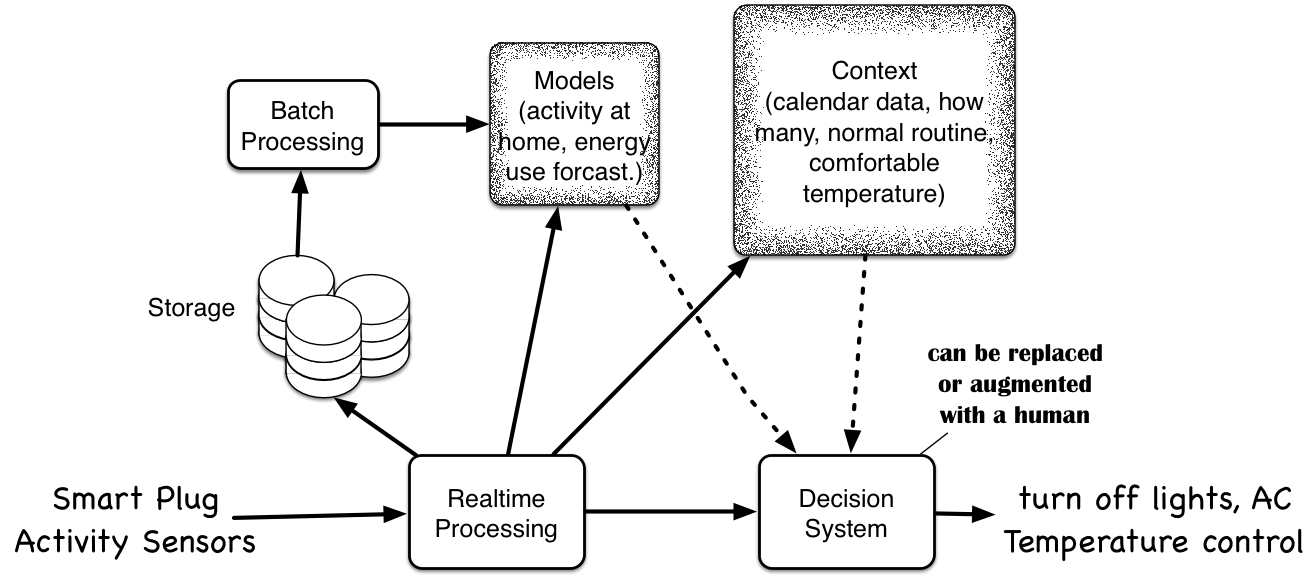 Batch
Processing
Models
(activity at
home, energy
use forcast.)
Context
(calendar data, how
many, normal routine,
comfortable
temperature)
Storage
can be replaced
or augmented
with a human
Smart Plug
Activity Sensors
Realtime
Processing
Decision
System
turn off lights, AC
Temperature control